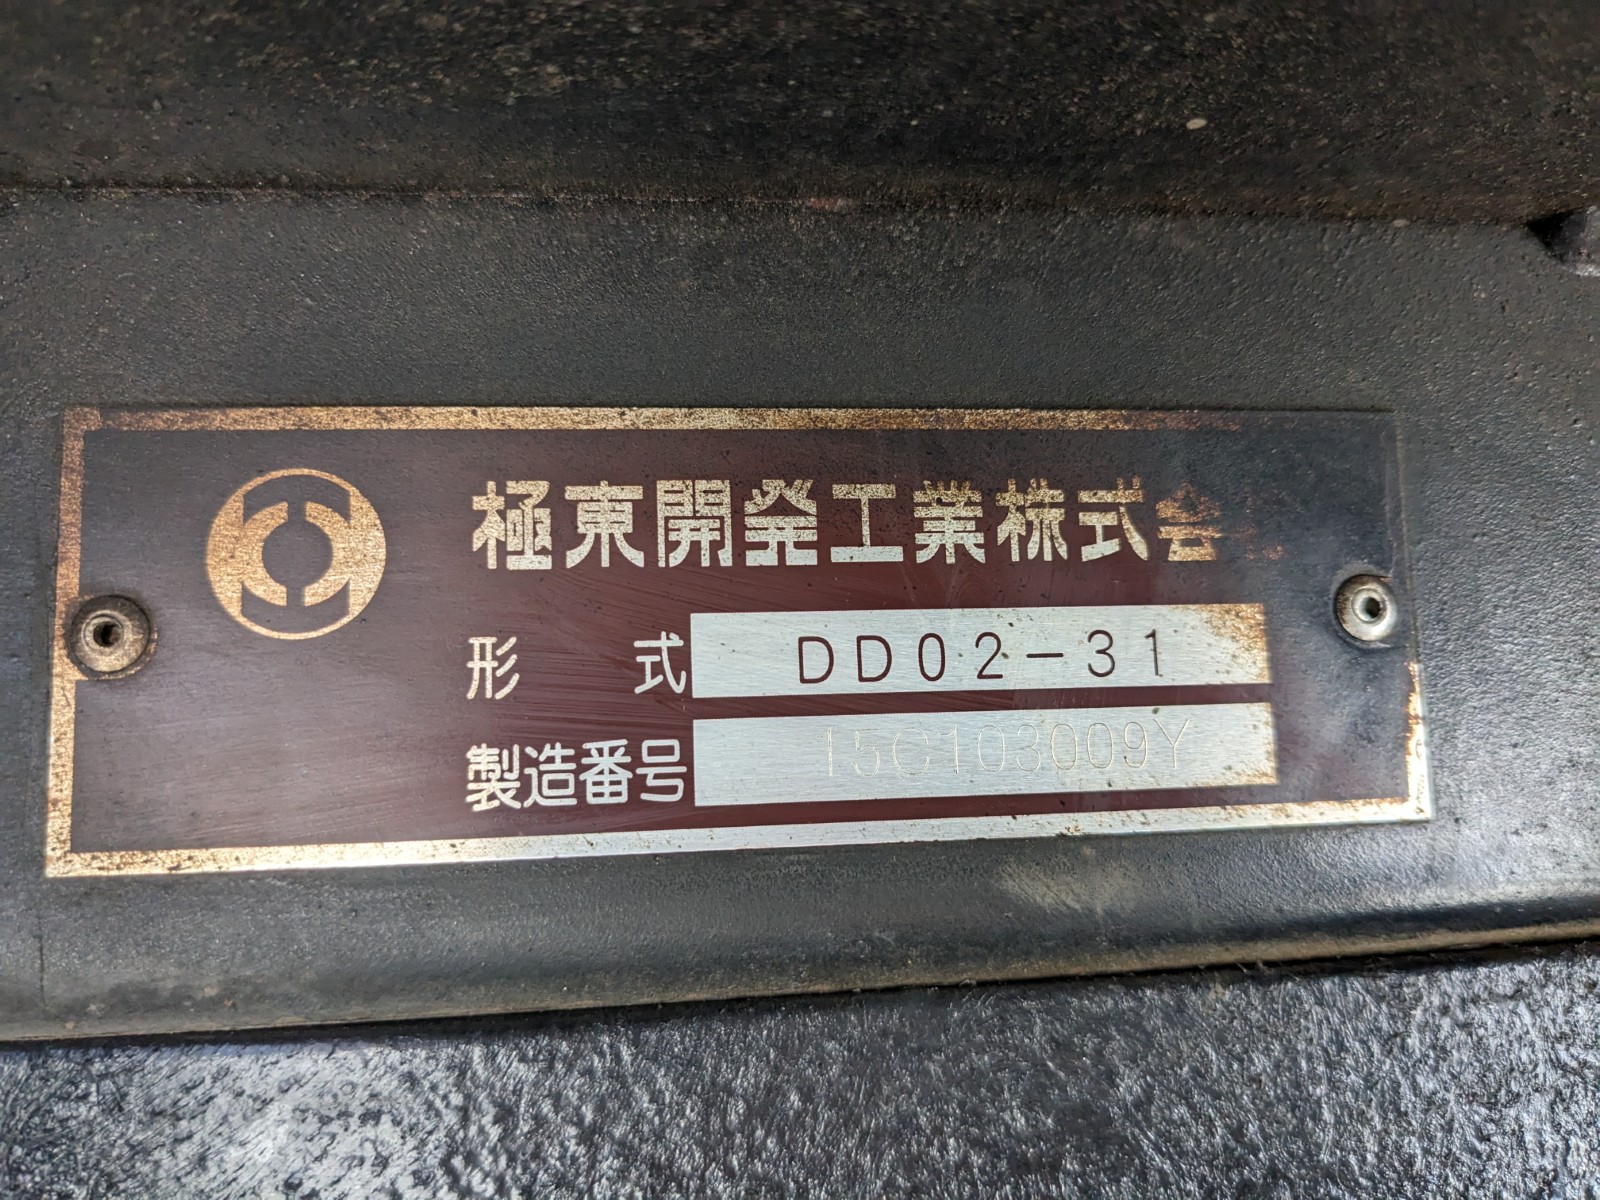 極東開発工業株式会
形式 DD02-31
製造番号 15C103009Y